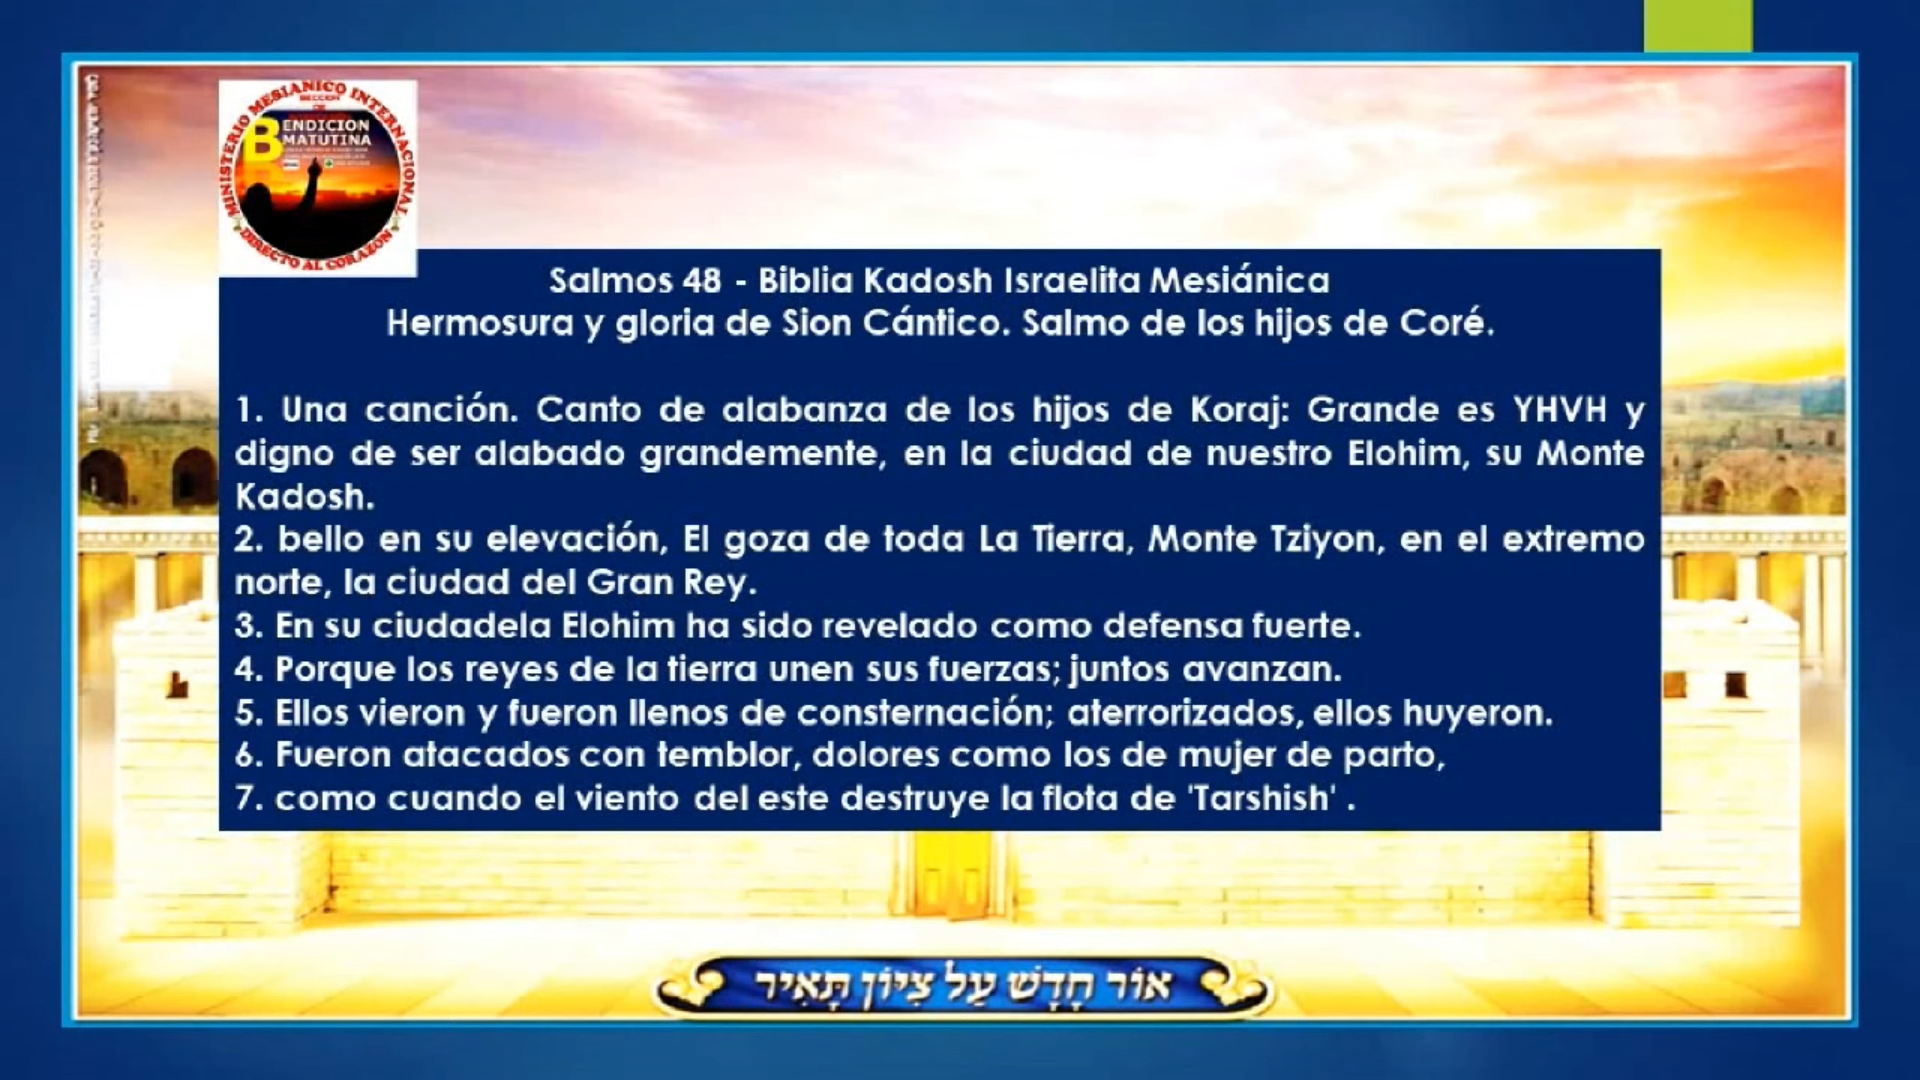 MINISTERIO MESIANICO INTERNACIONAL
SECCION
DE
BENDICION
MATUTINA
DIRECTO AL CORAZON
Salmos 48 - Biblia Kadosh Israelita Mesiánica
Hermosura y gloria de Sion Cántico. Salmo de los hijos de Coré.
1. Una canción. Canto de alabanza de los hijos de Koraj: Grande es YHVH y
digno de ser alabado grandemente, en la ciudad de nuestro Elohim, su Monte
Kadosh.
2. bello en su elevación, El goza de toda La Tierra, Monte Tziyon, en el extremo
norte, la ciudad del Gran Rey.
3. En su ciudadela Elohim ha sido revelado como defensa fuerte.
4. Porque los reyes de la tierra unen sus fuerzas; juntos avanzan.
5. Ellos vieron y fueron llenos de consternación; aterrorizados, ellos huyeron.
6. Fueron atacados con temblor, dolores como los de mujer de parto,
7. como cuando el viento del este destruye la flota de 'Tarshish' .
אוֹר חָדָשׁ עַל צִיּוֹן תָּאִיר